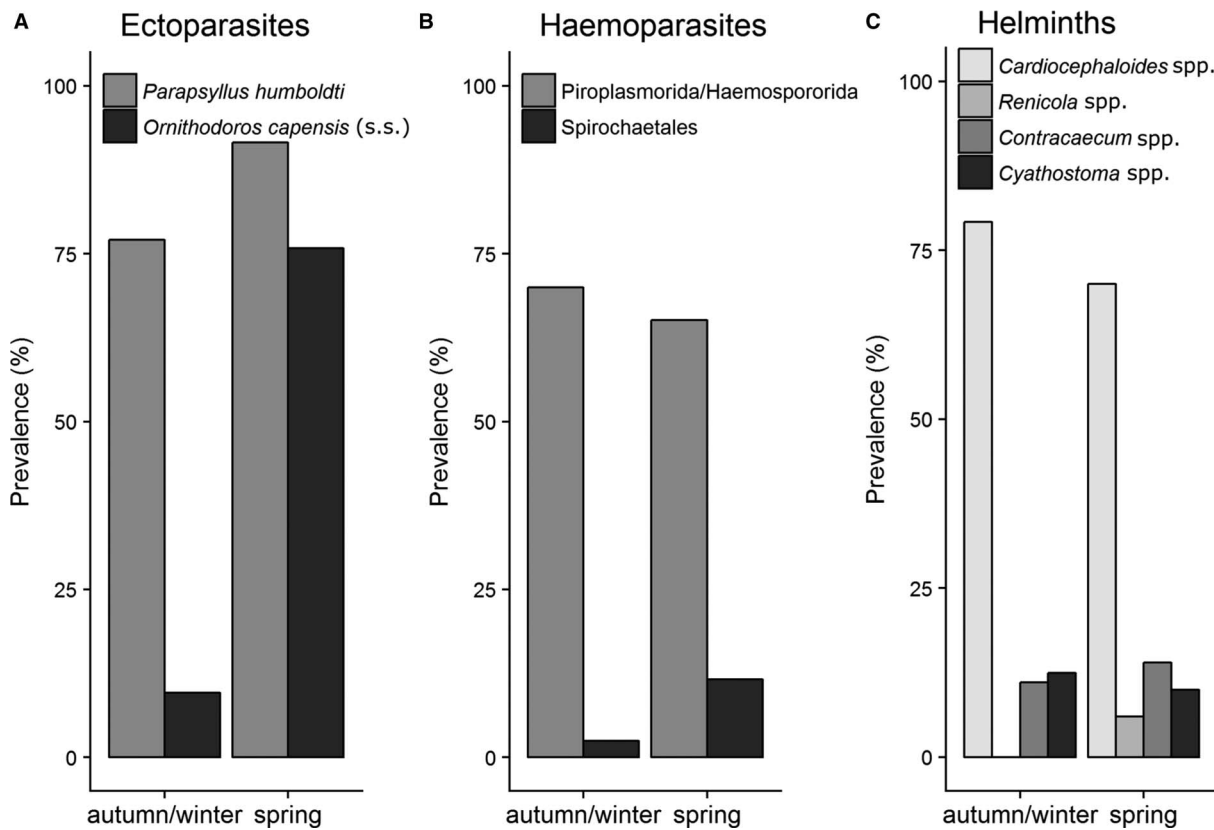 A Ectoparasites
Parapsyllus humboldti
Ornithodoros capensis (s.s.)
Prevalence (%)
100
75
50
25
0
autumn/winter spring
B Haemoparasites
Piroplasmorida/Haemospororida
Spirochaetales
Prevalence (%)
100
75
50
25
0
autumn/winter spring
C Helminths
Cardiocephaloides spp.
Renicola spp.
Contracaecum spp.
Cyathostoma spp.
Prevalence (%)
100
75
50
25
0
autumn/winter spring